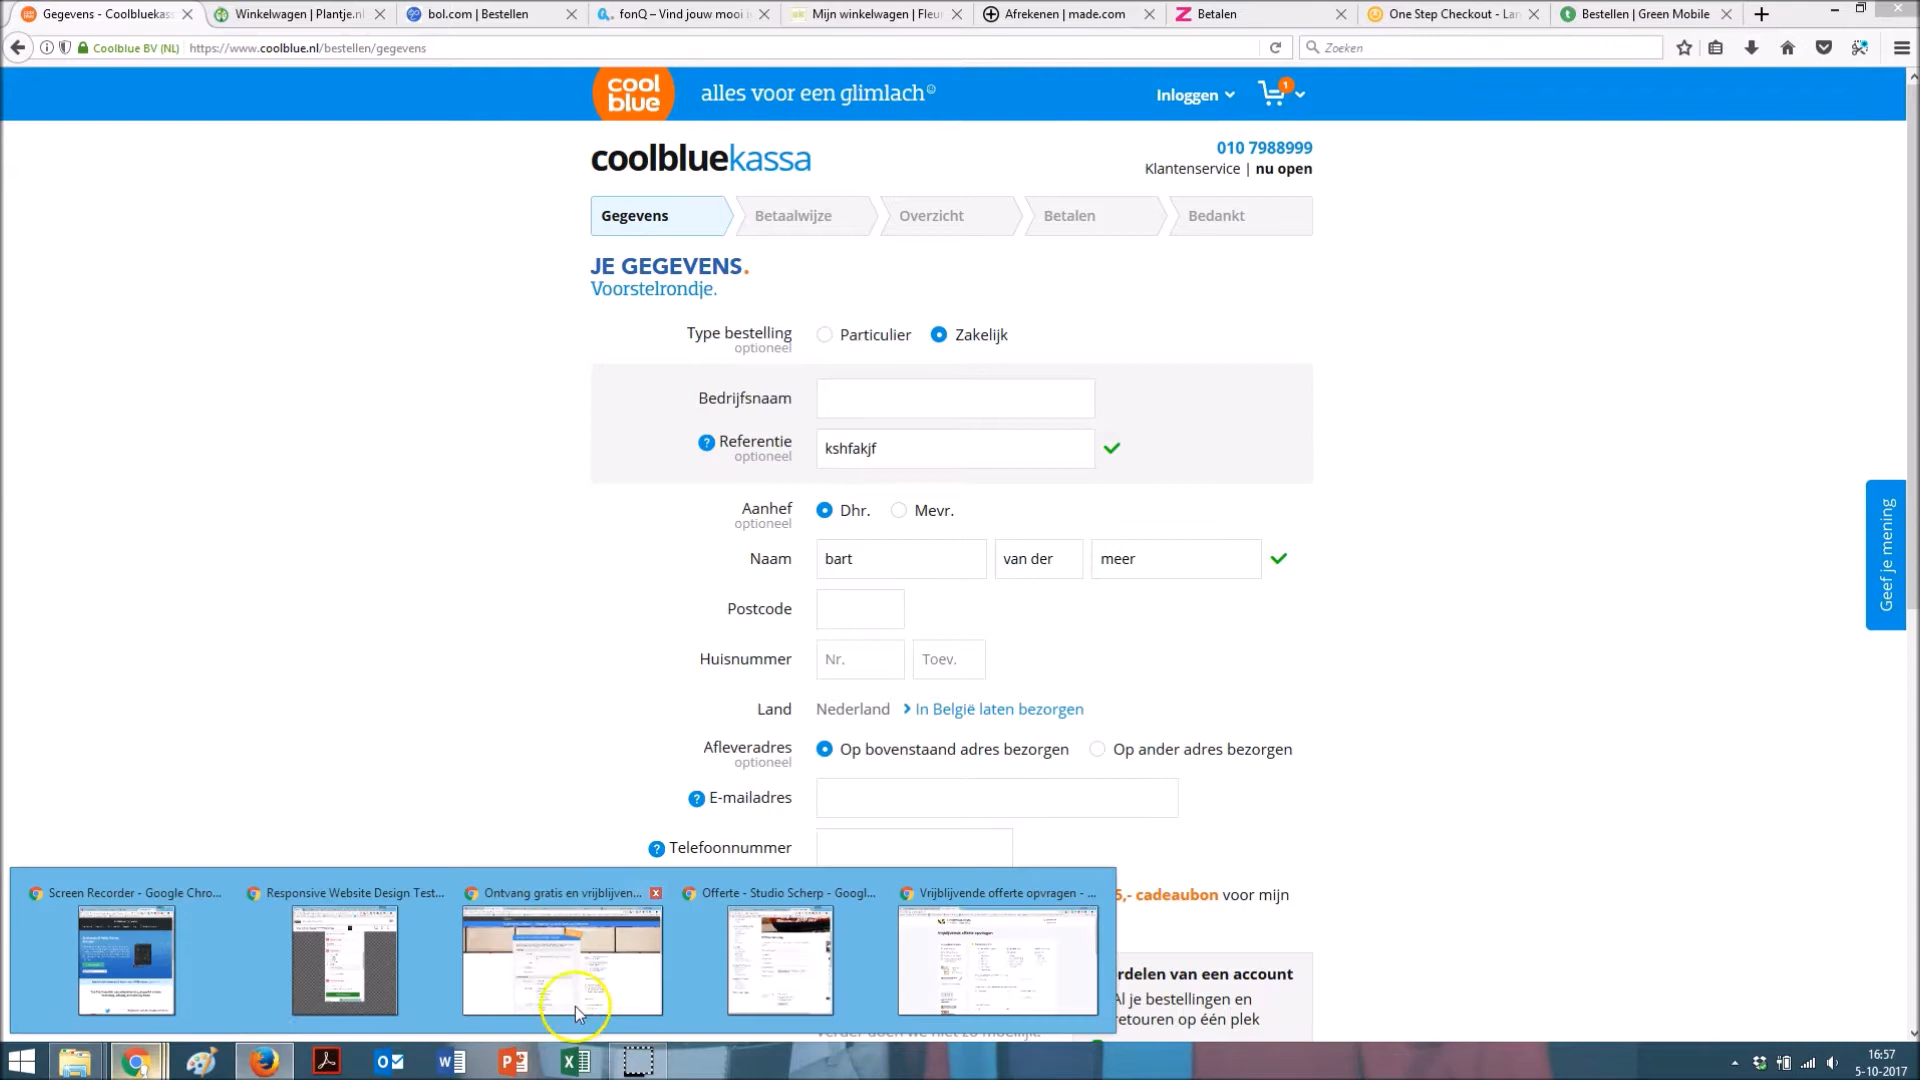 Gegevens - Coolbluekass
Winkelwagen | Plantje.nl
bol.com | Bestellen
fonQ – Vind jouw mooi
Mijn winkelwagen | Fleur
Afrekenen | made.com
Betalen
One Step Checkout - Lan
Bestellen | Green Mobile
Coolblue BV (NL)
https://www.coolblue.nl/bestellen/gegevens
Zoeken
cool
blue
alles voor een glimlach
Inloggen
1
coolbluekassa
010 7988999
Klantenservice | nu open
Gegevens
Betaalwijze
Overzicht
Betalen
Bedankt
JE GEGEVENS.
Voorstelrondje.
Type bestelling
optioneel
Particulier
Zakelijk
Bedrijfsnaam
? Referentie
optioneel
kshfakjf
Aanhef
optioneel
Dhr.
Mevr.
Naam
bart
van der
meer
Postcode
Huisnummer
Nr.
Toev.
Land
Nederland
In België laten bezorgen
Afleveradres
optioneel
Op bovenstaand adres bezorgen
Op ander adres bezorgen
? E-mailadres
? Telefoonnummer
Geef je mening
Screen Recorder - Google Chro...
Responsive Website Design Test...
Ontvang gratis en vrijblijven...
Offerte - Studio Scherp - Googl...
Vrijblijvende offerte opvragen - ...
Vrijblijvende offerte opvragen
5,- cadeaubon voor mijn
rdelen van een account
Al je bestellingen en
retouren op één plek
16:57
5-10-2017